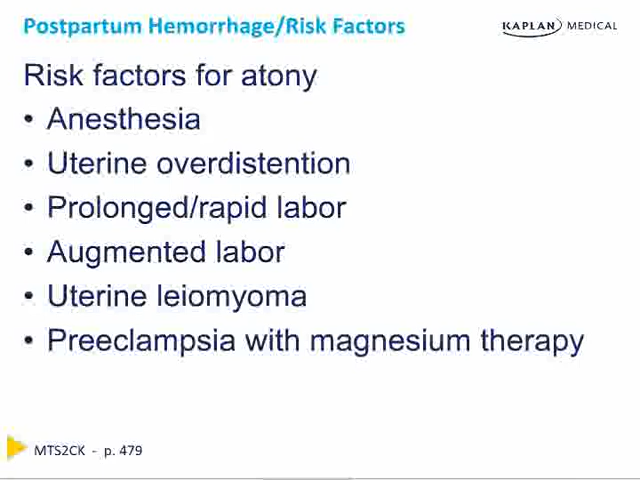 Postpartum Hemorrhage/Risk Factors
KAPLAN MEDICAL
Risk factors for atony
• Anesthesia
• Uterine overdistention
• Prolonged/rapid labor
• Augmented labor
• Uterine leiomyoma
• Preeclampsia with magnesium therapy
MTS2CK - p. 479